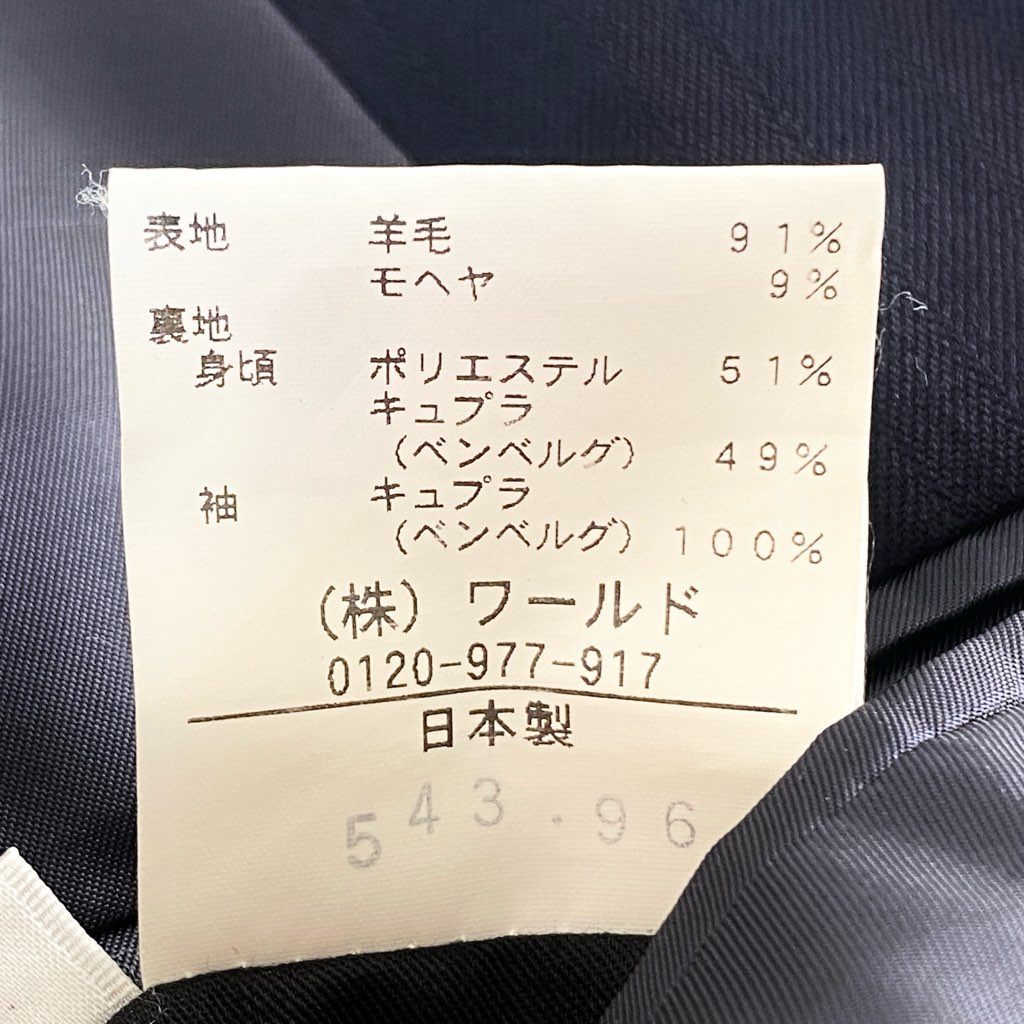 表地 羊毛 91%
モヘヤ 9%
裏地
身頃 ポリエステル 51%
キュプラ
(ベンベルグ) 49%
袖 キュプラ
(ベンベルグ) 100%
(株) ワールド
0120-977-917
日本製
543.96